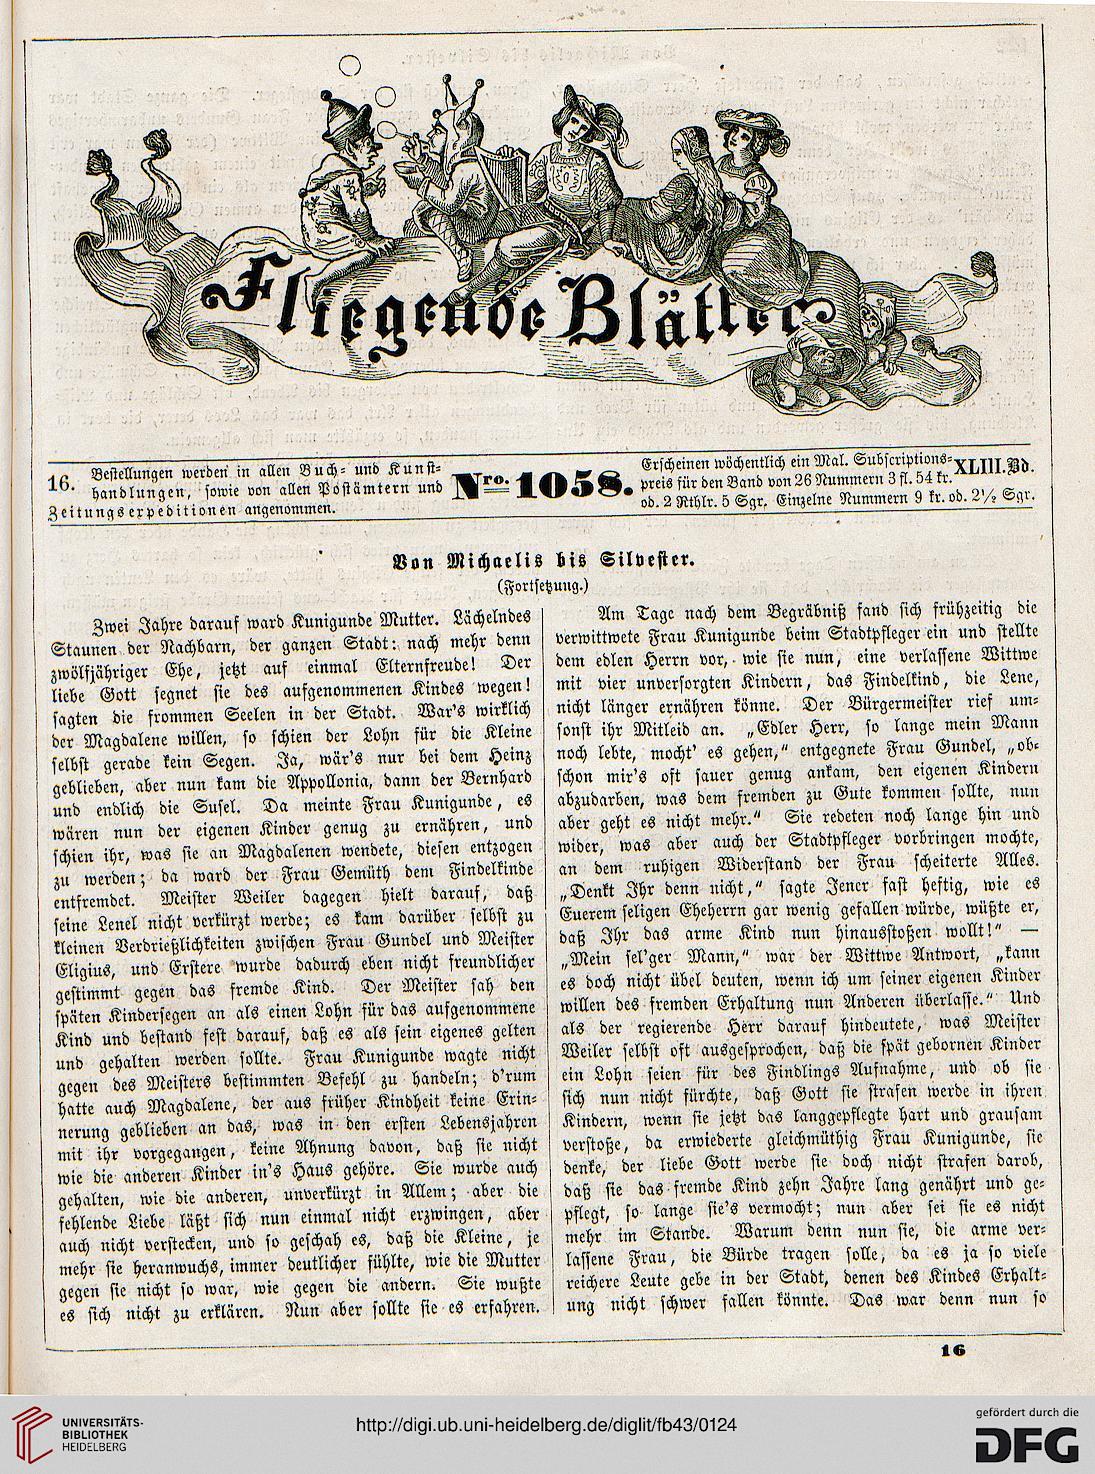 Fliegende Blätter
16.
Bestellungen werden in allen Buch- und Kunst-
handlungen, sowie von allen Postämtern und
Zeitungsexpeditionen angenommen.
Nro. 1058.
Erscheinen wöchentlich ein Mal. Subscriptions-
preis für den Band von 26 Nummern 3 fl. 54 kr.
od. 2 Rthlr. 5 Sgr. Einzelne Nummern 9 kr. od. 2½ Sgr.
XLIII. Bd.
Von Michaelis bis Silvester.
(Fortsetzung.)
Zwei Jahre darauf ward Kunigunde Mutter. Lächelndes
Staunen der Nachbarn, der ganzen Stadt: nach mehr denn
zwölfjähriger Ehe, jetzt auf einmal Elternfreude! Der
liebe Gott segnet sie des aufgenommenen Kindes wegen!
sagten die frommen Seelen in der Stadt. War's wirklich
der Magdalene willen, so schien der Lohn für die Kleine
selbst gerade kein Segen. Ja, wär's nur bei dem Heinz
geblieben, aber nun kam die Appollonia, dann der Bernhard
und endlich die Susel. Da meinte Frau Kunigunde, es
wären nun der eigenen Kinder genug zu ernähren, und
schien ihr, was sie an Magdalenen wendete, diesen entzogen
zu werden; da ward der Frau Gemüth dem Findelkinde
entfremdet. Meister Weiler dagegen hielt darauf, daß
seine Lenel nicht verkürzt werde; es kam darüber selbst zu
kleinen Verdrießlichkeiten zwischen Frau Gundel und Meister
Eligius, und Erstere wurde dadurch eben nicht freundlicher
gestimmt gegen das fremde Kind. Der Meister sah den
späten Kindersegen an als einen Lohn für das aufgenommene
Kind und bestand fest darauf, daß es als sein eigenes gelten
und gehalten werden sollte. Frau Kunigunde wagte nicht
gegen des Meisters bestimmten Befehl zu handeln; d'rum
hatte auch Magdalene, der aus früher Kindheit keine Erin-
nerung geblieben an das, was in den ersten Lebensjahren
mit ihr vorgegangen, keine Ahnung davon, daß sie nicht
wie die anderen Kinder in's Haus gehöre. Sie wurde auch
gehalten, wie die anderen, unverkürzt in Allem; aber die
fehlende Liebe läßt sich nun einmal nicht erzwingen, aber
auch nicht verstecken, und so geschah es, daß die Kleine, je
mehr sie heranwuchs, immer deutlicher fühlte, wie die Mutter
gegen sie nicht so war, wie gegen die andern. Sie wußte
es sich nicht zu erklären. Nun aber sollte sie es erfahren.
Am Tage nach dem Begräbniß fand sich frühzeitig die
verwittwete Frau Kunigunde beim Stadtpfleger ein und stellte
dem edlen Herrn vor, wie sie nun, eine verlassene Wittwe
mit vier unversorgten Kindern, das Findelkind, die Lene,
nicht länger ernähren könne. Der Bürgermeister rief um-
sonst ihr Mitleid an. „Edler Herr, so lange mein Mann
noch lebte, mocht' es gehen,“ entgegnete Frau Gundel, „ob-
schon mir's oft sauer genug ankam, den eigenen Kindern
abzudarben, was dem fremden zu Gute kommen sollte, nun
aber geht es nicht mehr.“ Sie redeten noch lange hin und
wider, was aber auch der Stadtpfleger vorbringen mochte,
an dem ruhigen Widerstand der Frau scheiterte Alles.
„Denkt Ihr denn nicht,“ sagte Jener fast heftig, wie es
Euerem seligen Eheherrn gar wenig gefallen würde, wüßte er,
daß Ihr das arme Kind nun hinausstoßen wollt!“ —
„Mein sel'ger Mann,“ war der Wittwe Antwort, „kann
es doch nicht übel deuten, wenn ich um seiner eigenen Kinder
willen des fremden Erhaltung nun Anderen überlasse.“ Und
als der regierende Herr darauf hindeutete, was Meister
Weiler selbst oft ausgesprochen, daß die spät gebornen Kinder
ein Lohn seien für des Findlings Aufnahme, und ob sie
sich nun nicht fürchte, daß Gott sie strafen werde in ihren
Kindern, wenn sie jetzt das langgepflegte hart und grausam
verstoße, da erwiederte gleichmüthig Frau Kunigunde, sie
denke, der liebe Gott werde sie doch nicht strafen darob,
daß sie das fremde Kind zehn Jahre lang genährt und ge-
pflegt, so lange sie's vermocht; nun aber sei sie es nicht
mehr im Stande. Warum denn nun sie, die arme ver-
lassene Frau, die Bürde tragen solle, da es ja so viele
reichere Leute gebe in der Stadt, denen des Kindes Erhalt-
ung nicht schwer fallen könnte. Das war denn nun so
16
UNIVERSITÄTS-
BIBLIOTHEK
HEIDELBERG
http://digi.ub.uni-heidelberg.de/diglit/fb43/0124
gefördert durch die
DFG